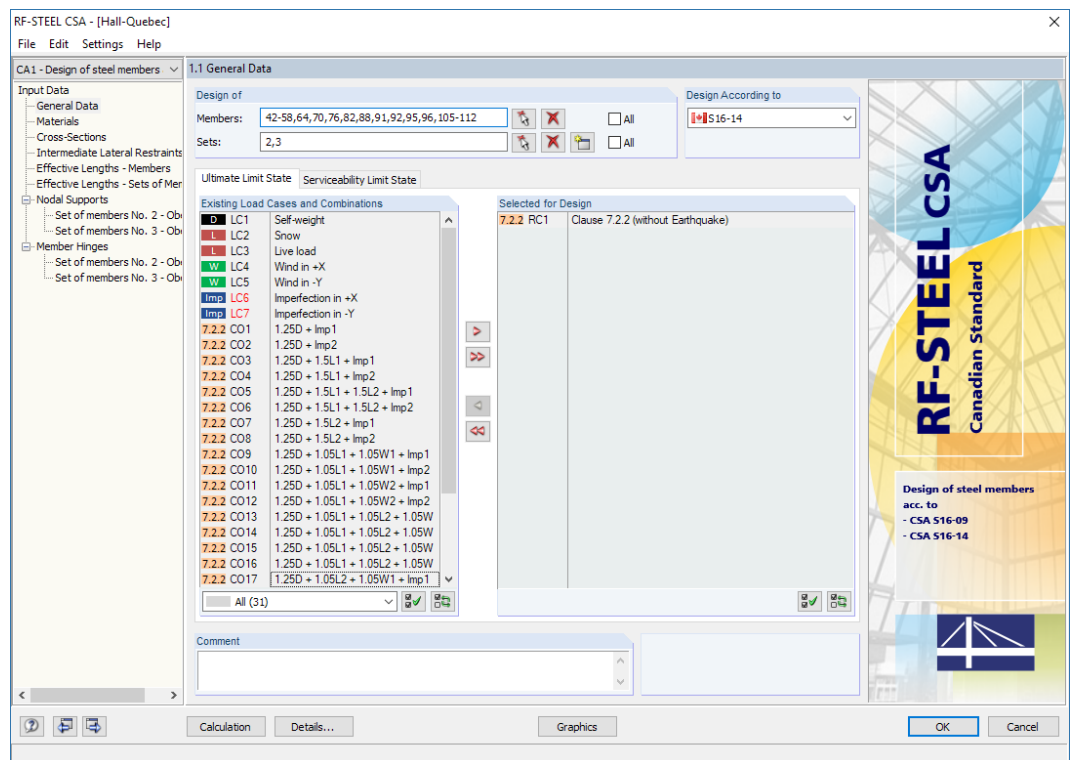 RF-STEEL CSA - [Hall-Quebec]
File Edit Settings Help
CA1 - Design of steel members
Input Data
General Data
Materials
Cross-Sections
Intermediate Lateral Restraints
Effective Lengths - Members
Effective Lengths - Sets of Mer
Nodal Supports
Set of members No. 2 - Obe
Set of members No. 3 - Obe
Member Hinges
Set of members No. 2 - Obe
Set of members No. 3 - Obe
1.1 General Data
Design of
Members: 42-58,64,70,76,82,88,91,92,95,96,105-112 All
Sets: 2,3 All
Design According to
S16-14
Ultimate Limit State Serviceability Limit State
Existing Load Cases and Combinations
D LC1 Self-weight
L LC2 Snow
L LC3 Live load
W LC4 Wind in +X
W LC5 Wind in -Y
Imp LC6 Imperfection in +X
Imp LC7 Imperfection in -Y
7.2.2 CO1 1.25D + Imp1
7.2.2 CO2 1.25D + Imp2
7.2.2 CO3 1.25D + 1.5L1 + Imp1
7.2.2 CO4 1.25D + 1.5L1 + Imp2
7.2.2 CO5 1.25D + 1.5L1 + 1.5L2 + Imp1
7.2.2 CO6 1.25D + 1.5L1 + 1.5L2 + Imp2
7.2.2 CO7 1.25D + 1.5L2 + Imp1
7.2.2 CO8 1.25D + 1.5L2 + Imp2
7.2.2 CO9 1.25D + 1.05L1 + 1.05W1 + Imp1
7.2.2 CO10 1.25D + 1.05L1 + 1.05W1 + Imp2
7.2.2 CO11 1.25D + 1.05L1 + 1.05W2 + Imp1
7.2.2 CO12 1.25D + 1.05L1 + 1.05W2 + Imp2
7.2.2 CO13 1.25D + 1.05L1 + 1.05L2 + 1.05W
7.2.2 CO14 1.25D + 1.05L1 + 1.05L2 + 1.05W
7.2.2 CO15 1.25D + 1.05L1 + 1.05L2 + 1.05W
7.2.2 CO16 1.25D + 1.05L1 + 1.05L2 + 1.05W
7.2.2 CO17 1.25D + 1.05L2 + 1.05W1 + Imp1
All (31)
Selected for Design
7.2.2 RC1 Clause 7.2.2 (without Earthquake)
Comment
RF-STEEL CSA
Canadian Standard
Design of steel members
acc. to
- CSA S16-09
- CSA S16-14
Calculation Details... Graphics OK Cancel